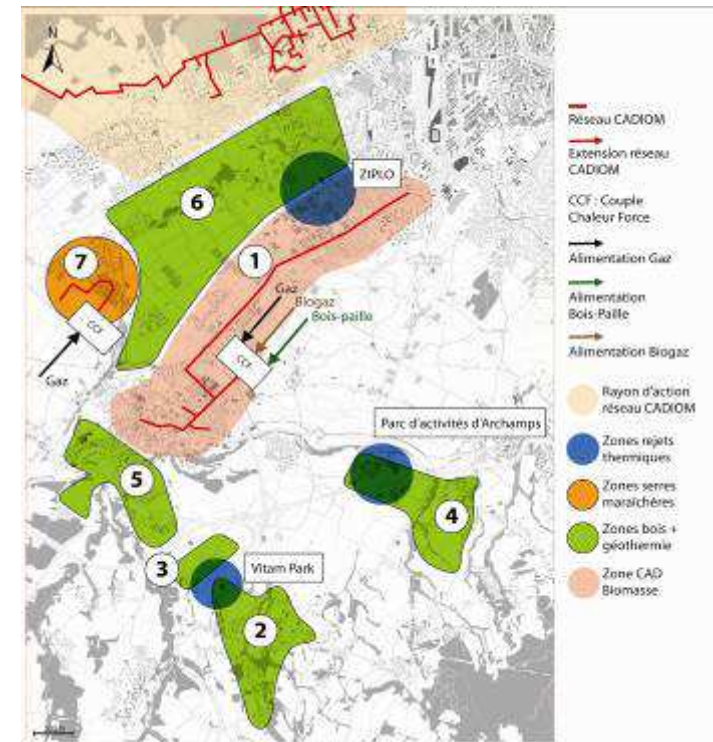 N
ZIPLO
6
1
7
CCF
Gaz
Gaz
Biogaz
Bois-paille
CCF
Parc d'activités d'Archamps
5
4
3
Vitam Park
2
Réseau CADIOM
Extension réseau
CADIOM
CCF : Couple
Chaleur Force
Alimentation Gaz
Alimentation
Bois-Paille
Alimentation Biogaz
Rayon d'action
réseau CADIOM
Zones rejets
thermiques
Zones serres
maraîchères
Zones bois +
géothermie
Zone CAD
Biomasse